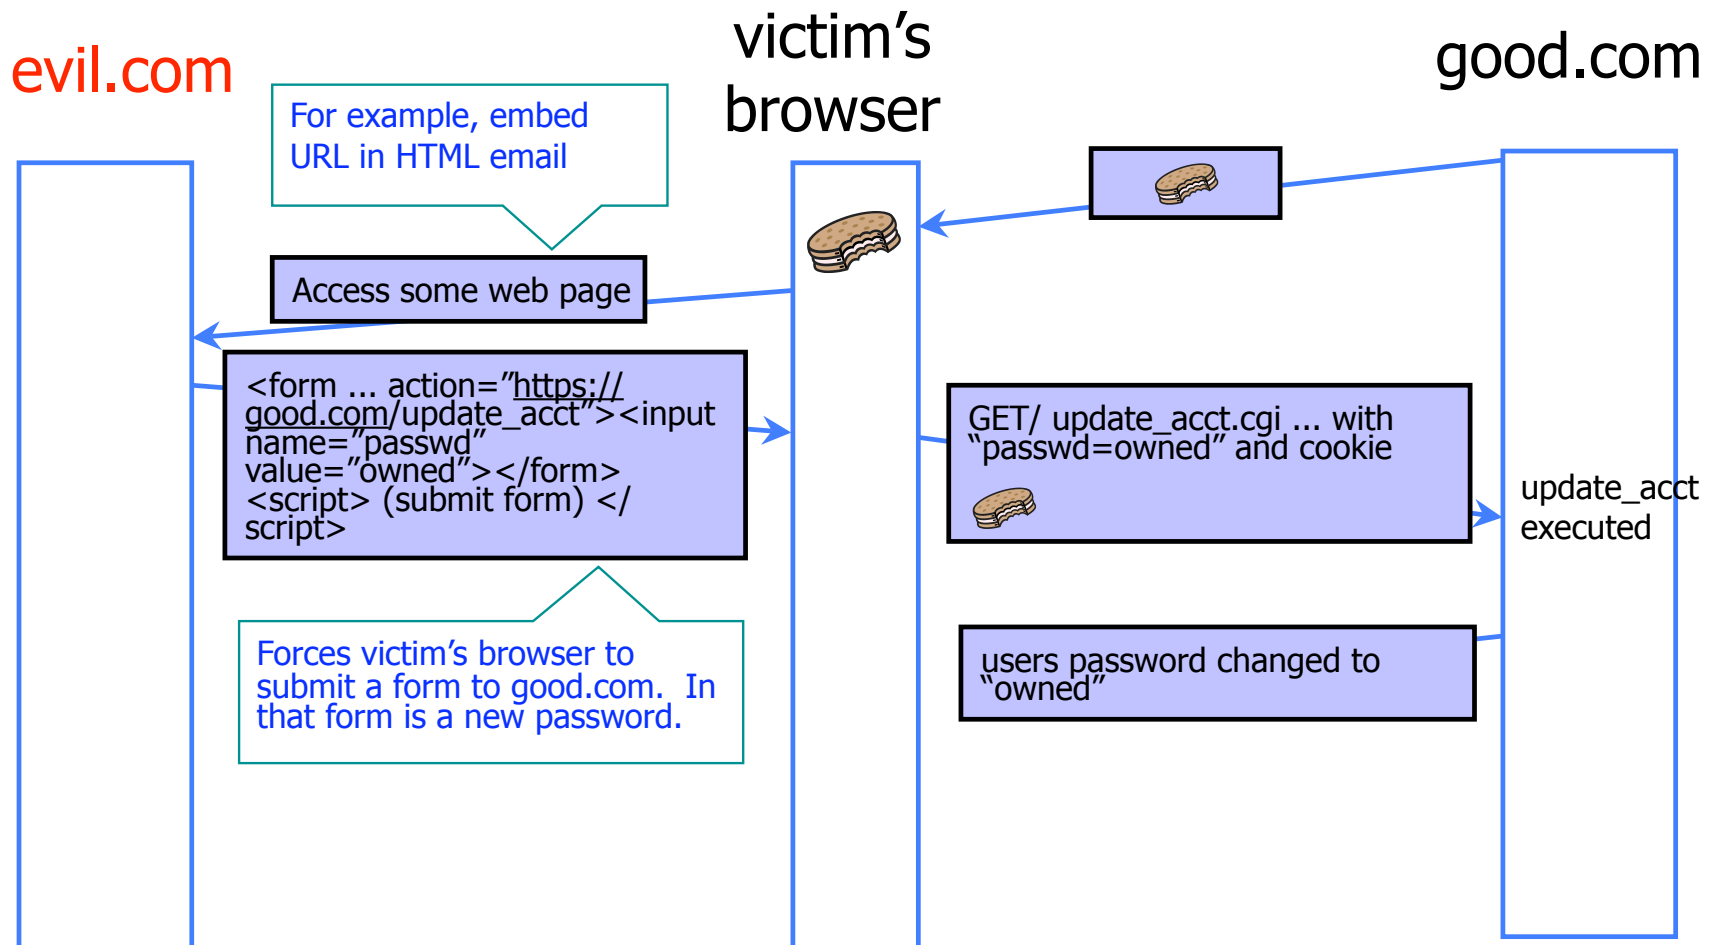 evil.com
victim’s
browser
good.com
For example, embed
URL in HTML email
Access some web page
<form ... action=”https://
good.com/update_acct”><input
name=”passwd”
value=”owned”></form>
<script> (submit form) </
script>
GET/ update_acct.cgi ... with
“passwd=owned” and cookie
update_acct
executed
Forces victim’s browser to
submit a form to good.com.  In
that form is a new password.
users password changed to
“owned”